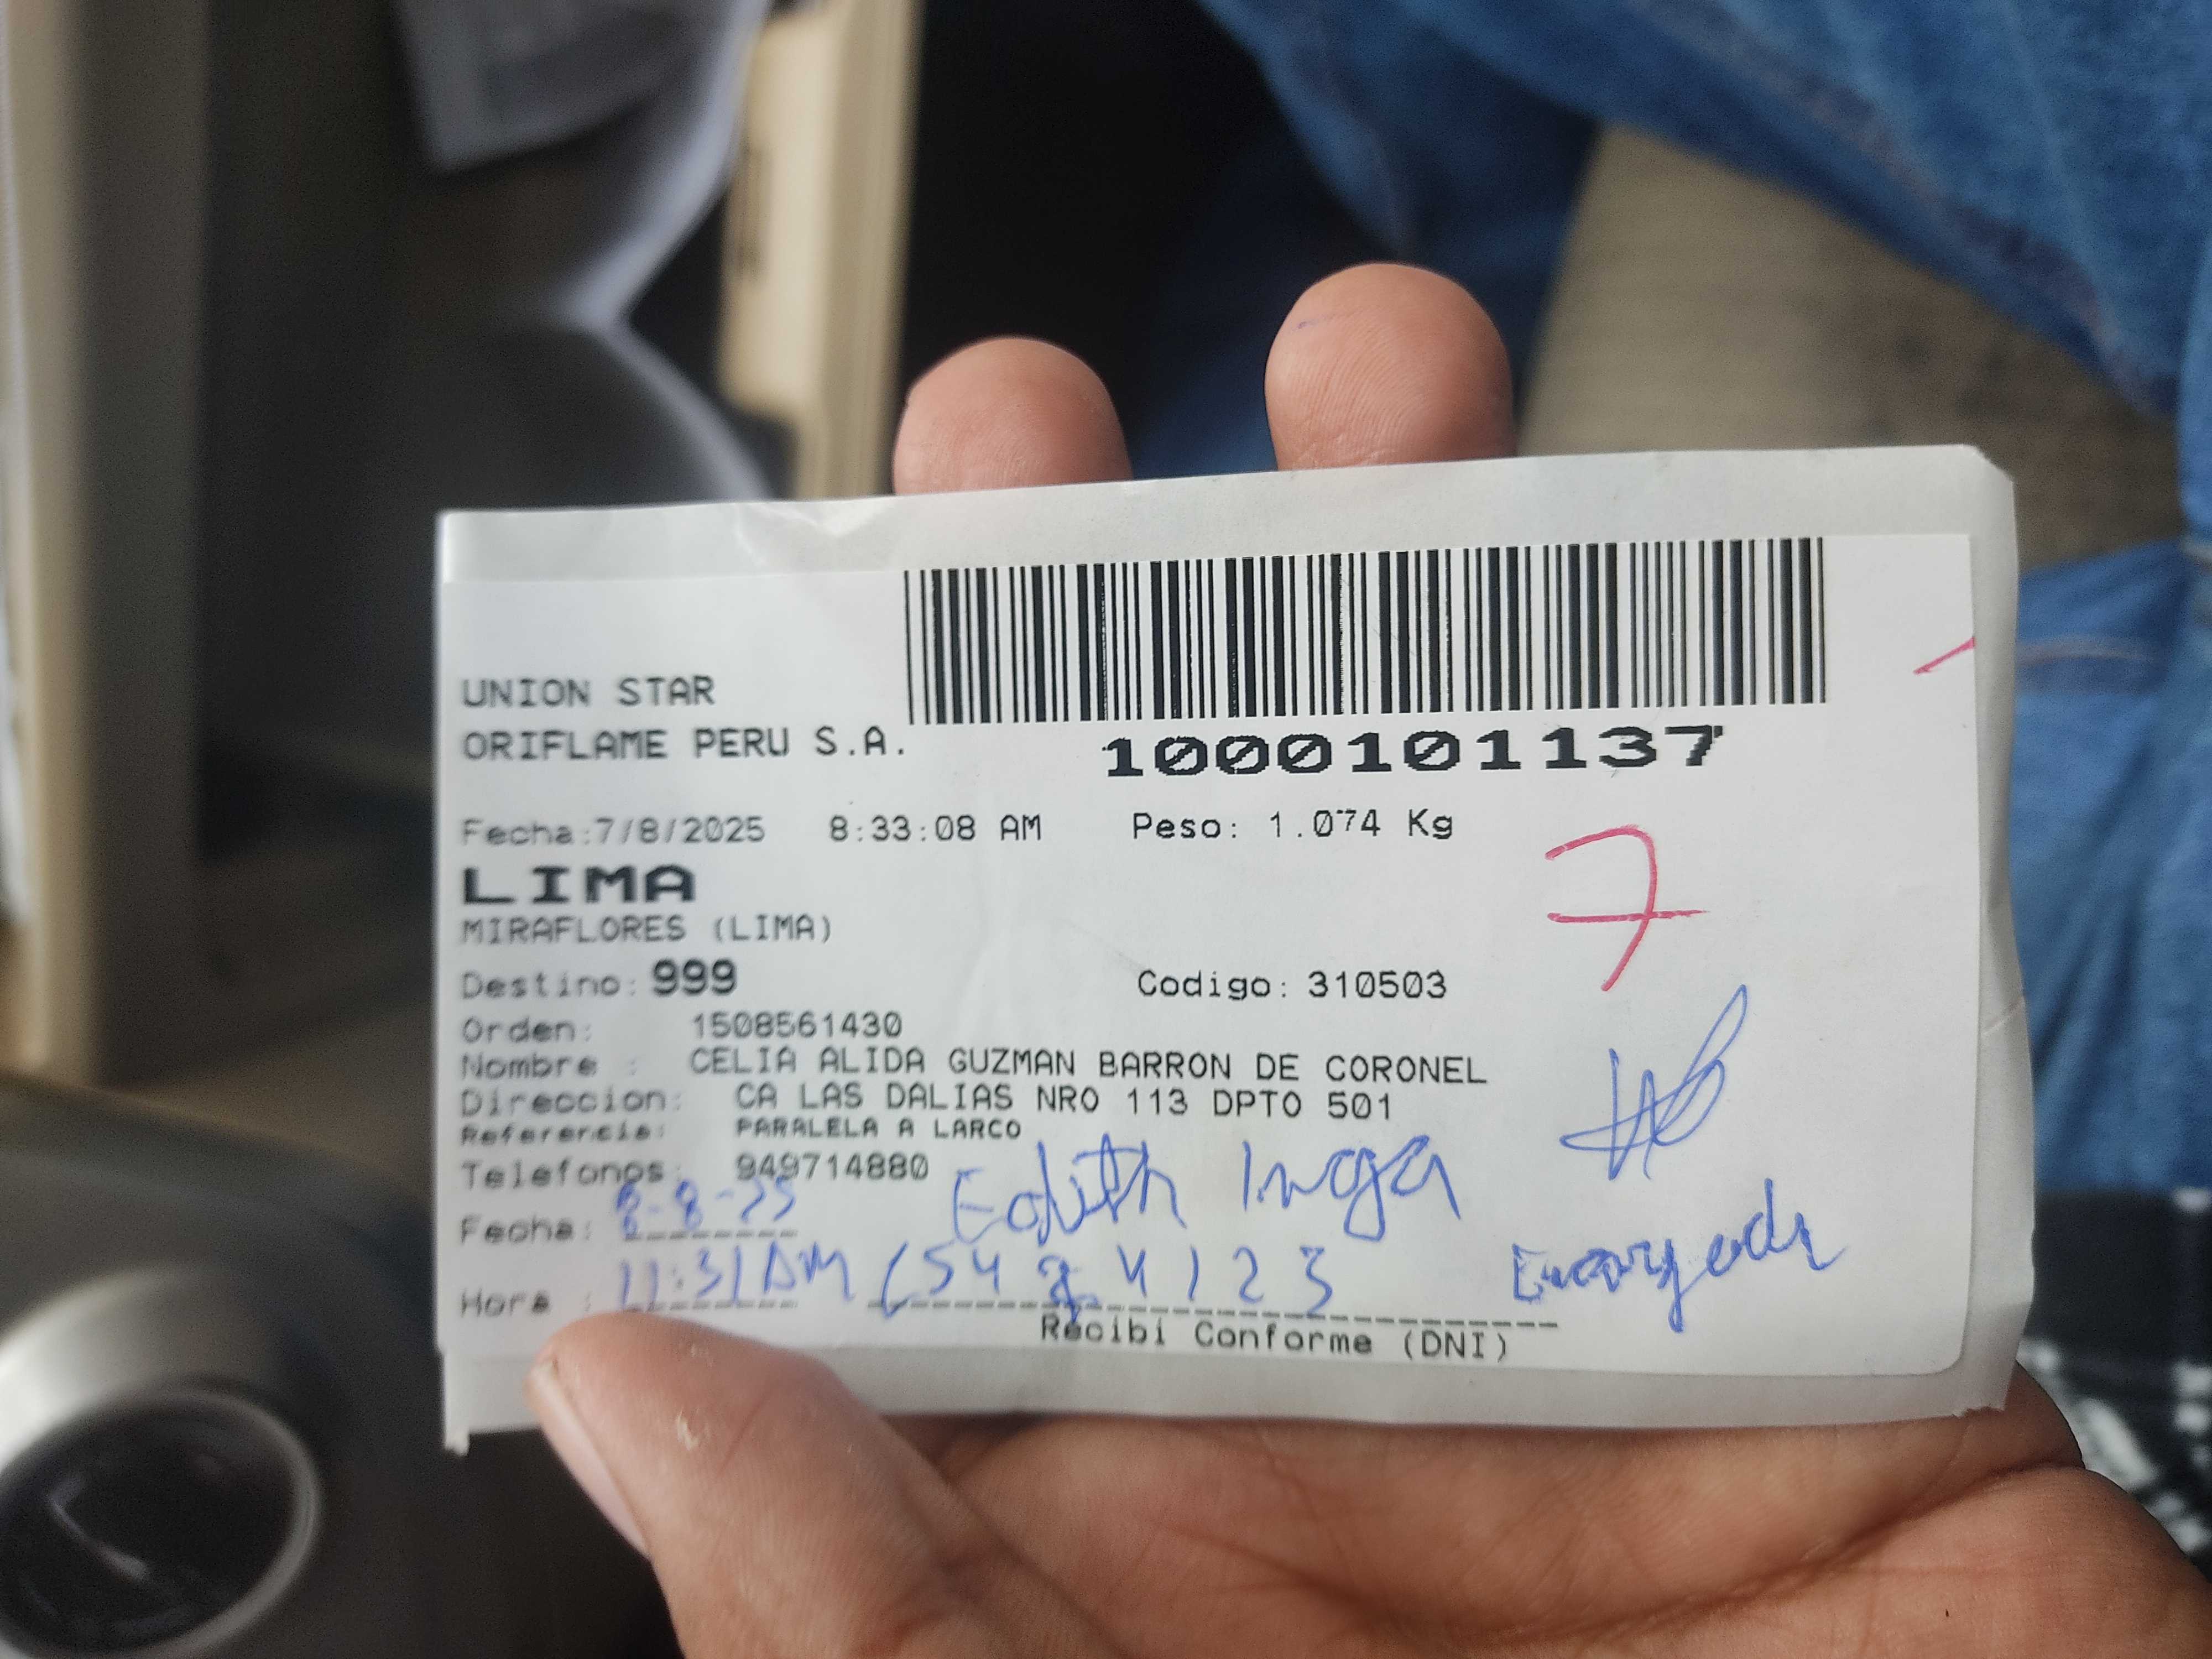 UNION STAR
ORIFLAME PERU S.A.
1000101137
Fecha:7/8/2025 8:33:08 AM Peso: 1.074 Kg
LIMA
7
MIRAFLORES (LIMA)
Destino: 999 Codigo: 310503
Orden: 1508561430
Nombre : CELIA ALIDA GUZMAN BARRON DE CORONEL
Direccion: CA LAS DALIAS NRO 113 DPTO 501
Referencia: PARALELA A LARCO
Telefonos: 949714880
Edith Inga
Fecha: 8-8-25
Encargada
Hora : 11:31 AM
Recibi Conforme (DNI)